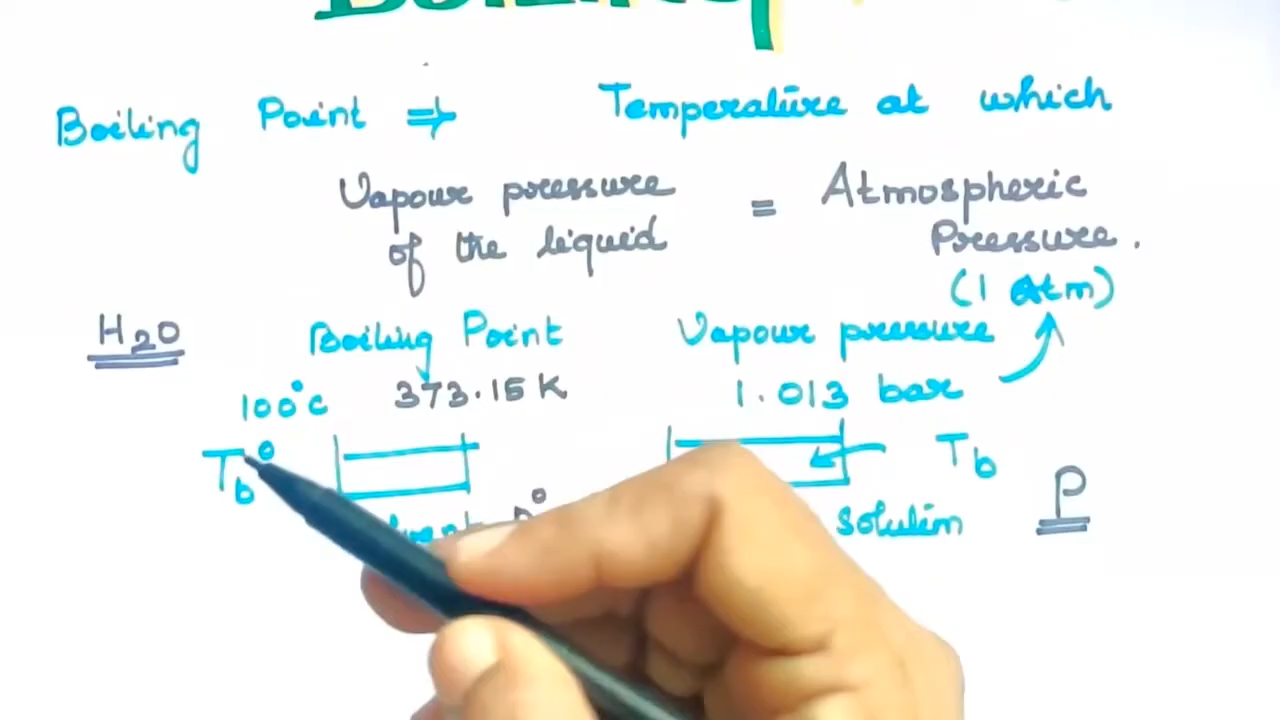 Boiling Point ⇒ Temperature at which
Vapour pressure = Atmospheric
of the liquid Pressure.
(1 atm)
H2O Boiling Point Vapour pressure
100°C 373.15 K 1.013 bar
Tb° Tb
P° solution P